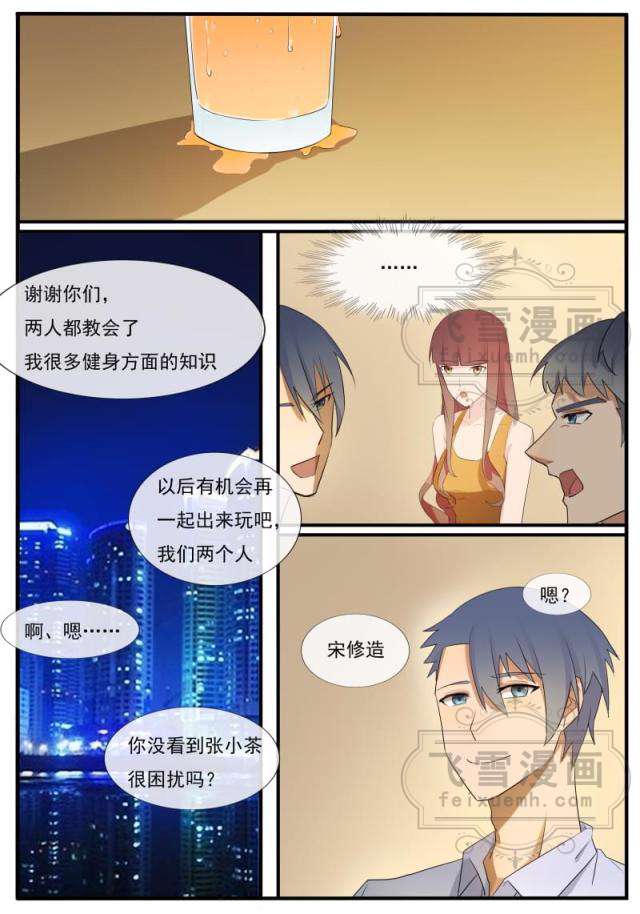 ……
飞雪漫画
feixuemh.com
谢谢你们，
两人都教会了
我很多健身方面的知识
以后有机会再
一起出来玩吧，
我们两个人
啊、嗯……
你没看到张小茶
很困扰吗？
宋修造
嗯？
飞雪漫画
feixuemh.com